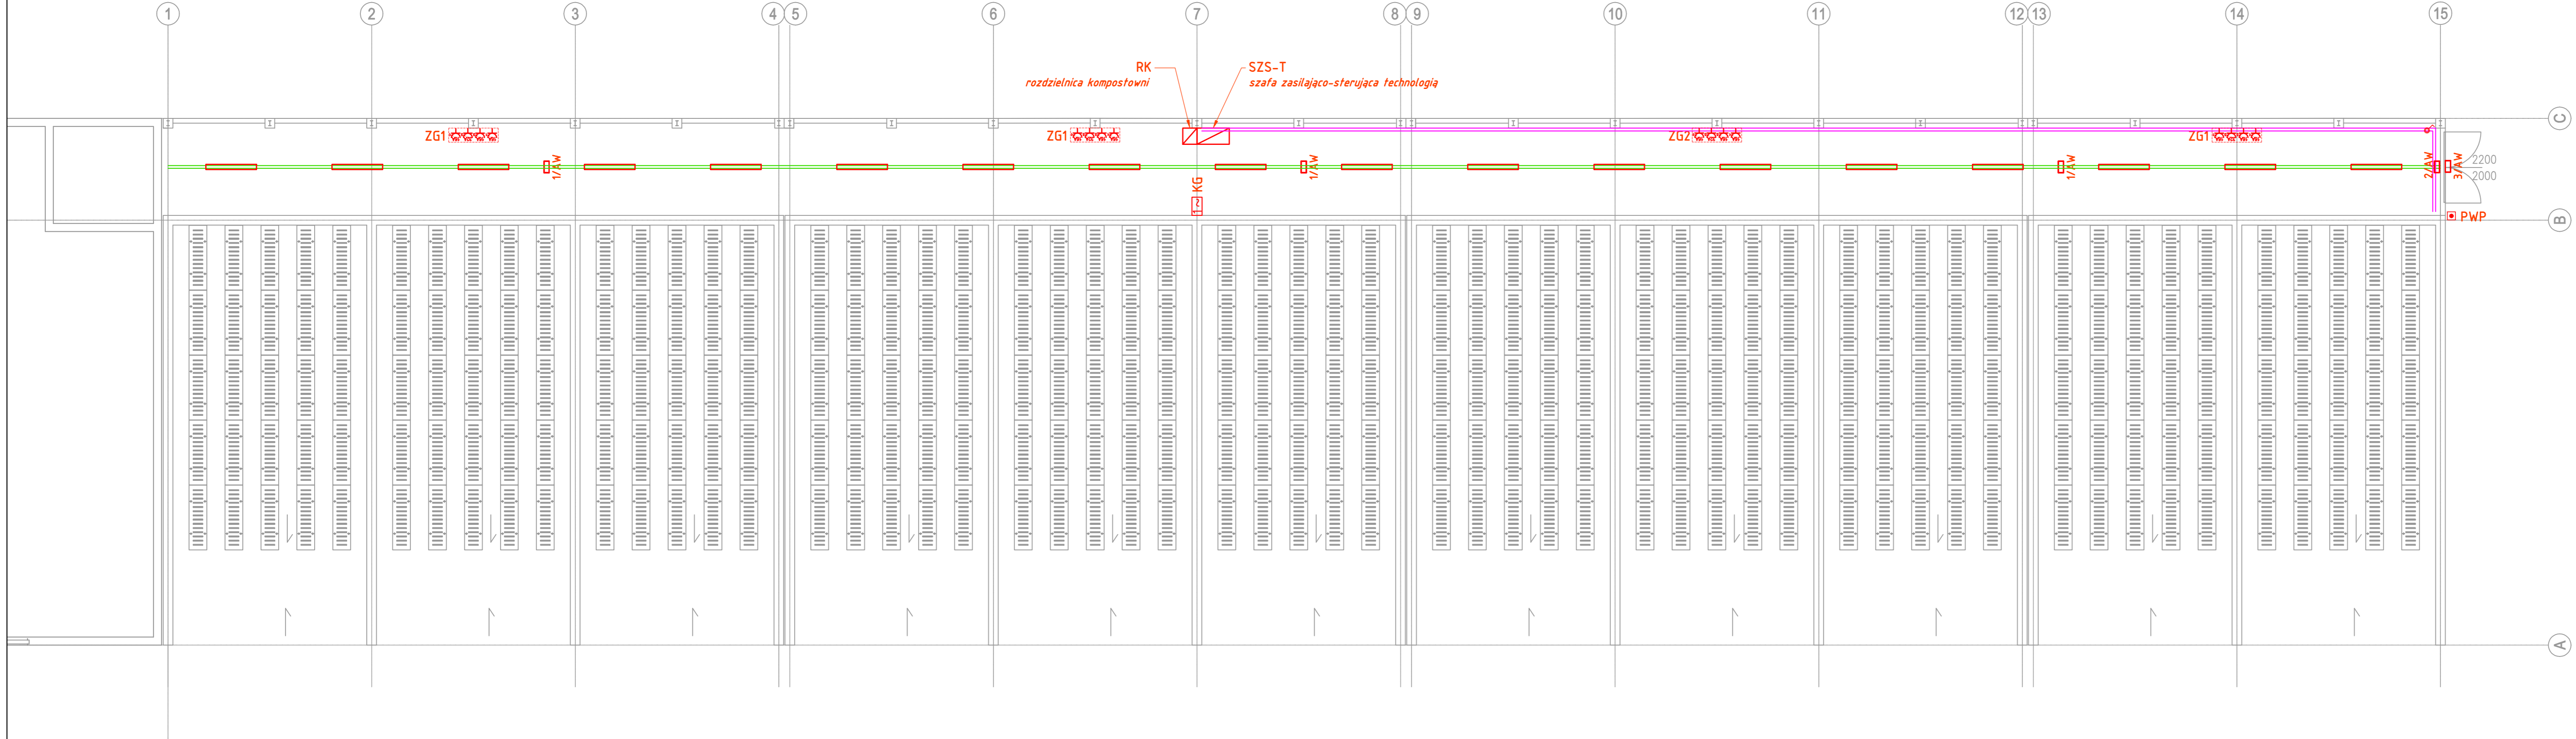 1 2 3 4 5 6 7 8 9 10 11 12 13 14 15
RK
rozdzielnica kompostowni
SZS-T
szafa zasilająco-sterująca technologią
C
ZG1
ZG1
ZG2
ZG1
1/AW
1/AW
1/AW
2/AW
3/AW
2200
2000
KG
1~
PWP
B
A